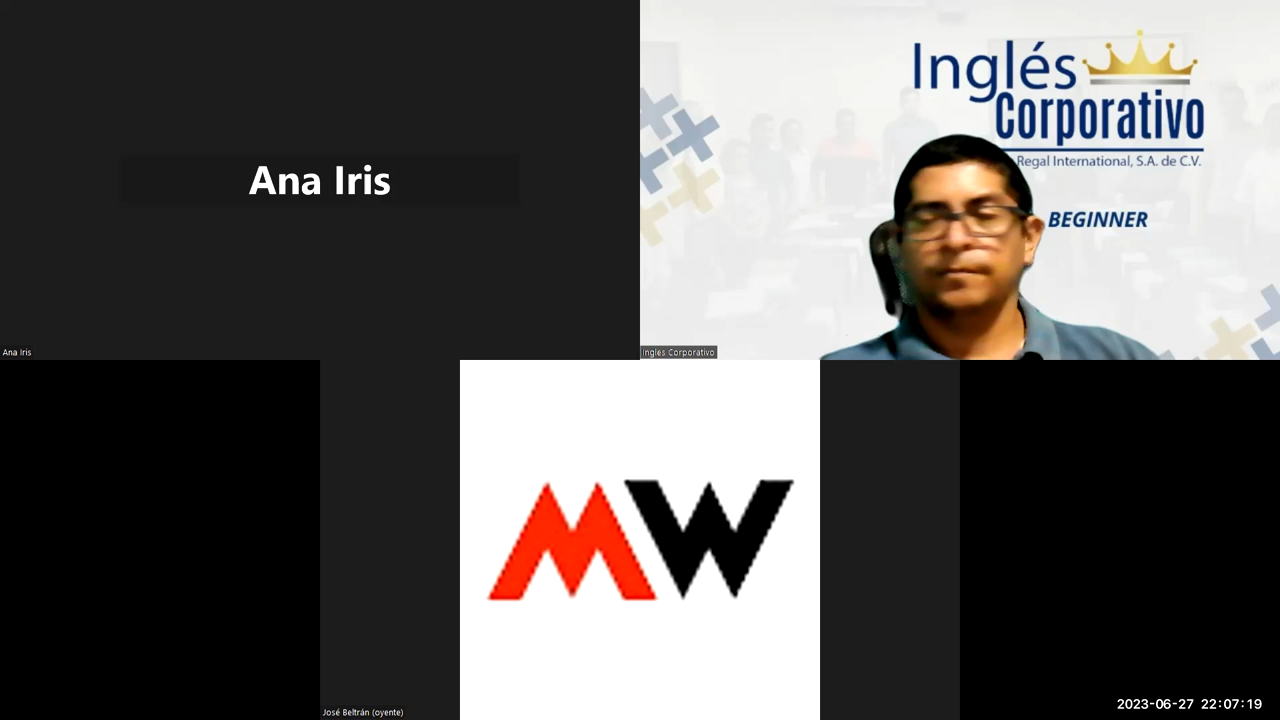 Ana Iris
Ana Iris
Inglés
Corporativo
Regal International, S.A. de C.V.
BEGINNER
Ingles Corporativo
MW
José Beltrán (oyente)
2023-06-27 22:07:19